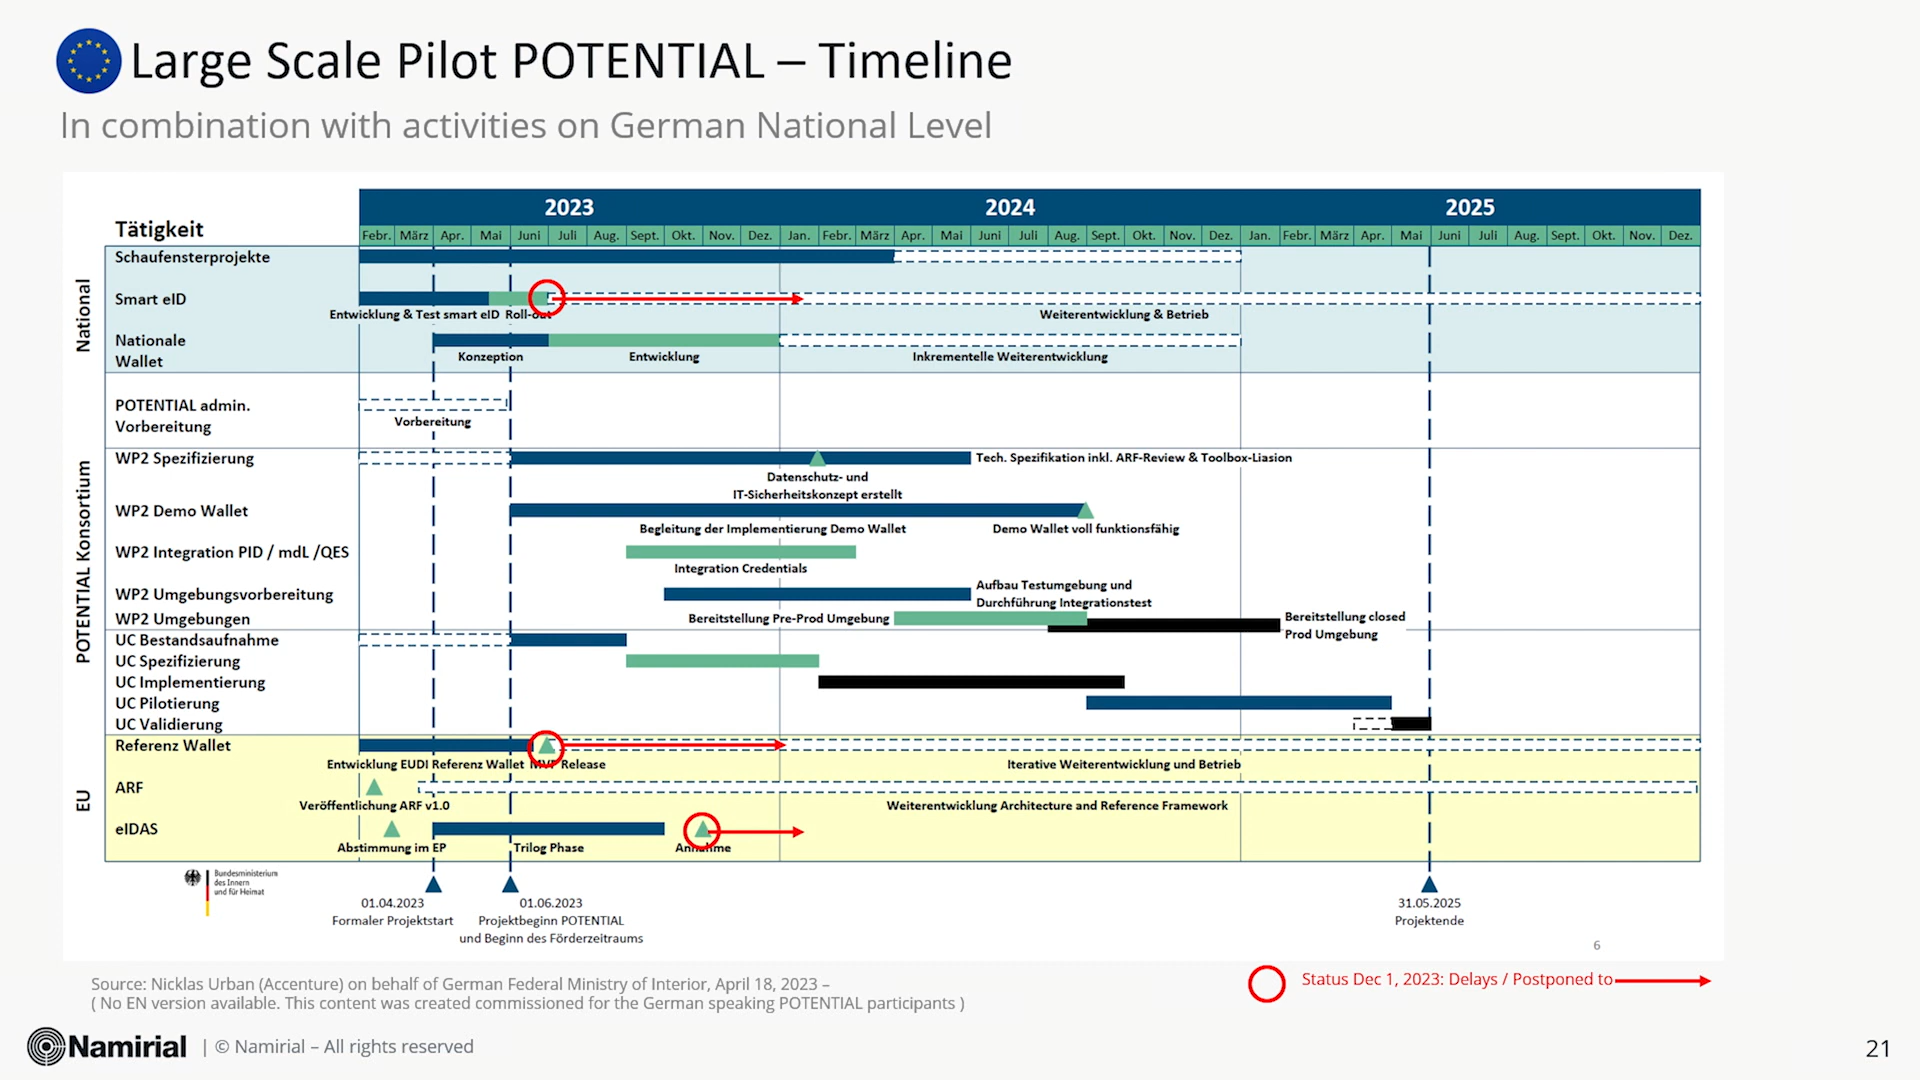 Large Scale Pilot POTENTIAL – Timeline
In combination with activities on German National Level
Tätigkeit
2023
2024
2025
Febr. März Apr. Mai Juni Juli Aug. Sept. Okt. Nov. Dez. Jan. Febr. März Apr. Mai Juni Juli Aug. Sept. Okt. Nov. Dez. Jan. Febr. März Apr. Mai Juni Juli Aug. Sept. Okt. Nov. Dez.
National
Schaufensterprojekte
Smart eID
Entwicklung & Test smart eID Roll-out
Weiterentwicklung & Betrieb
Nationale
Wallet
Konzeption
Entwicklung
Inkrementelle Weiterentwicklung
POTENTIAL Konsortium
POTENTIAL admin.
Vorbereitung
Vorbereitung
WP2 Spezifizierung
Tech. Spezifikation inkl. ARF-Review & Toolbox-Liasion
Datenschutz- und
IT-Sicherheitskonzept erstellt
WP2 Demo Wallet
Begleitung der Implementierung Demo Wallet
Demo Wallet voll funktionsfähig
WP2 Integration PID / mdL /QES
Integration Credentials
WP2 Umgebungsvorbereitung
Aufbau Testumgebung und
Durchführung Integrationstest
WP2 Umgebungen
Bereitstellung Pre-Prod Umgebung
Bereitstellung closed
Prod Umgebung
UC Bestandsaufnahme
UC Spezifizierung
UC Implementierung
UC Pilotierung
UC Validierung
EU
Referenz Wallet
Entwicklung EUDI Referenz Wallet MVP Release
Iterative Weiterentwicklung und Betrieb
ARF
Veröffentlichung ARF v1.0
Weiterentwicklung Architecture and Reference Framework
eIDAS
Abstimmung im EP
Trilog Phase
Annahme
Bundesministerium
des Innern
und für Heimat
01.04.2023
Formaler Projektstart
01.06.2023
Projektbeginn POTENTIAL
und Beginn des Förderzeitraums
31.05.2025
Projektende
6
Source: Nicklas Urban (Accenture) on behalf of German Federal Ministry of Interior, April 18, 2023 –
( No EN version available. This content was created commissioned for the German speaking POTENTIAL participants )
Status Dec 1, 2023: Delays / Postponed to
Namirial | © Namirial – All rights reserved
21